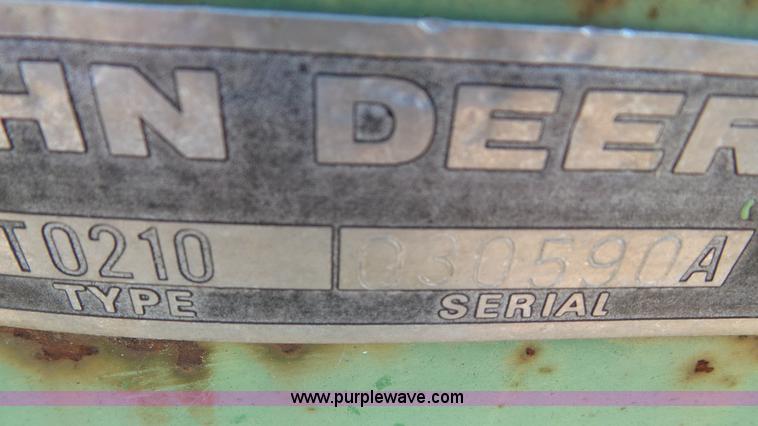 HN DEER
T0210 030590A
TYPE SERIAL
www.purplewave.com